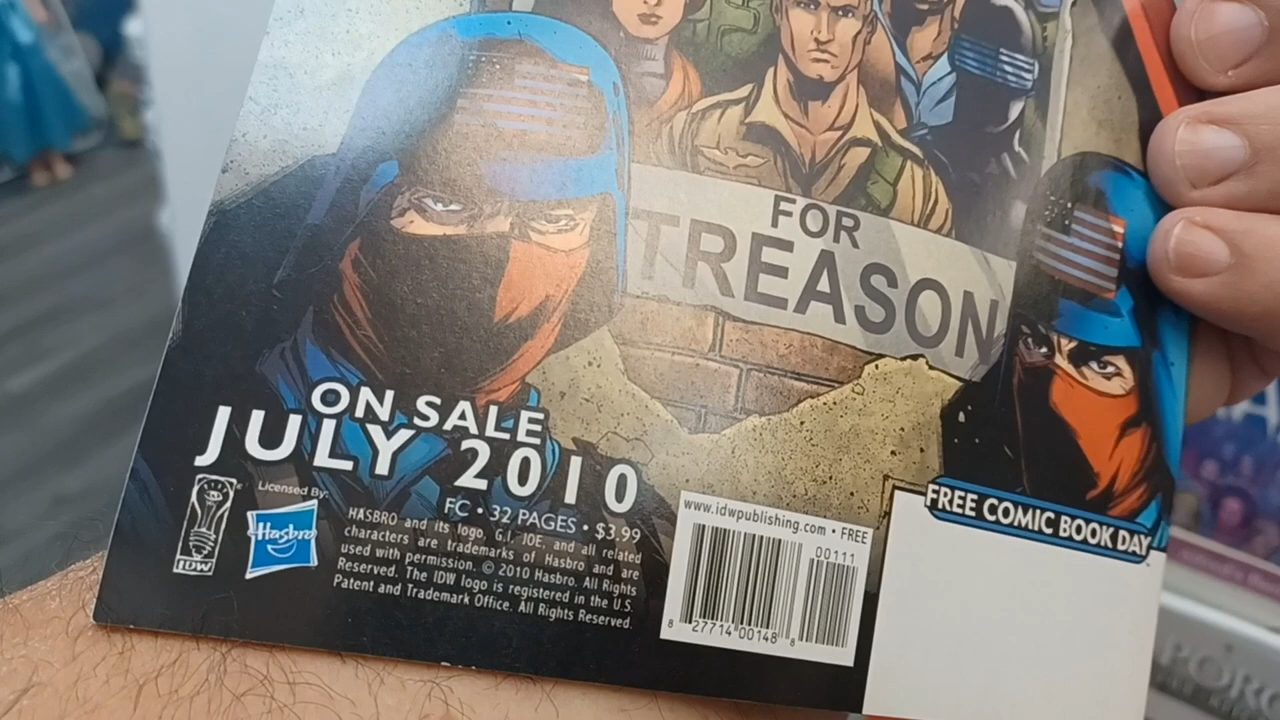 FOR
TREASON
ON SALE
JULY 2010
FC • 32 PAGES • $3.99
Licensed By:
Hasbro
IDW
HASBRO and its logo, G.I. JOE, and all related
characters are trademarks of Hasbro and are
used with permission. © 2010 Hasbro. All Rights
Reserved. The IDW logo is registered in the U.S.
Patent and Trademark Office. All Rights Reserved.
www.idwpublishing.com • FREE
00111
8 27714 00148 8
FREE COMIC BOOK DAY